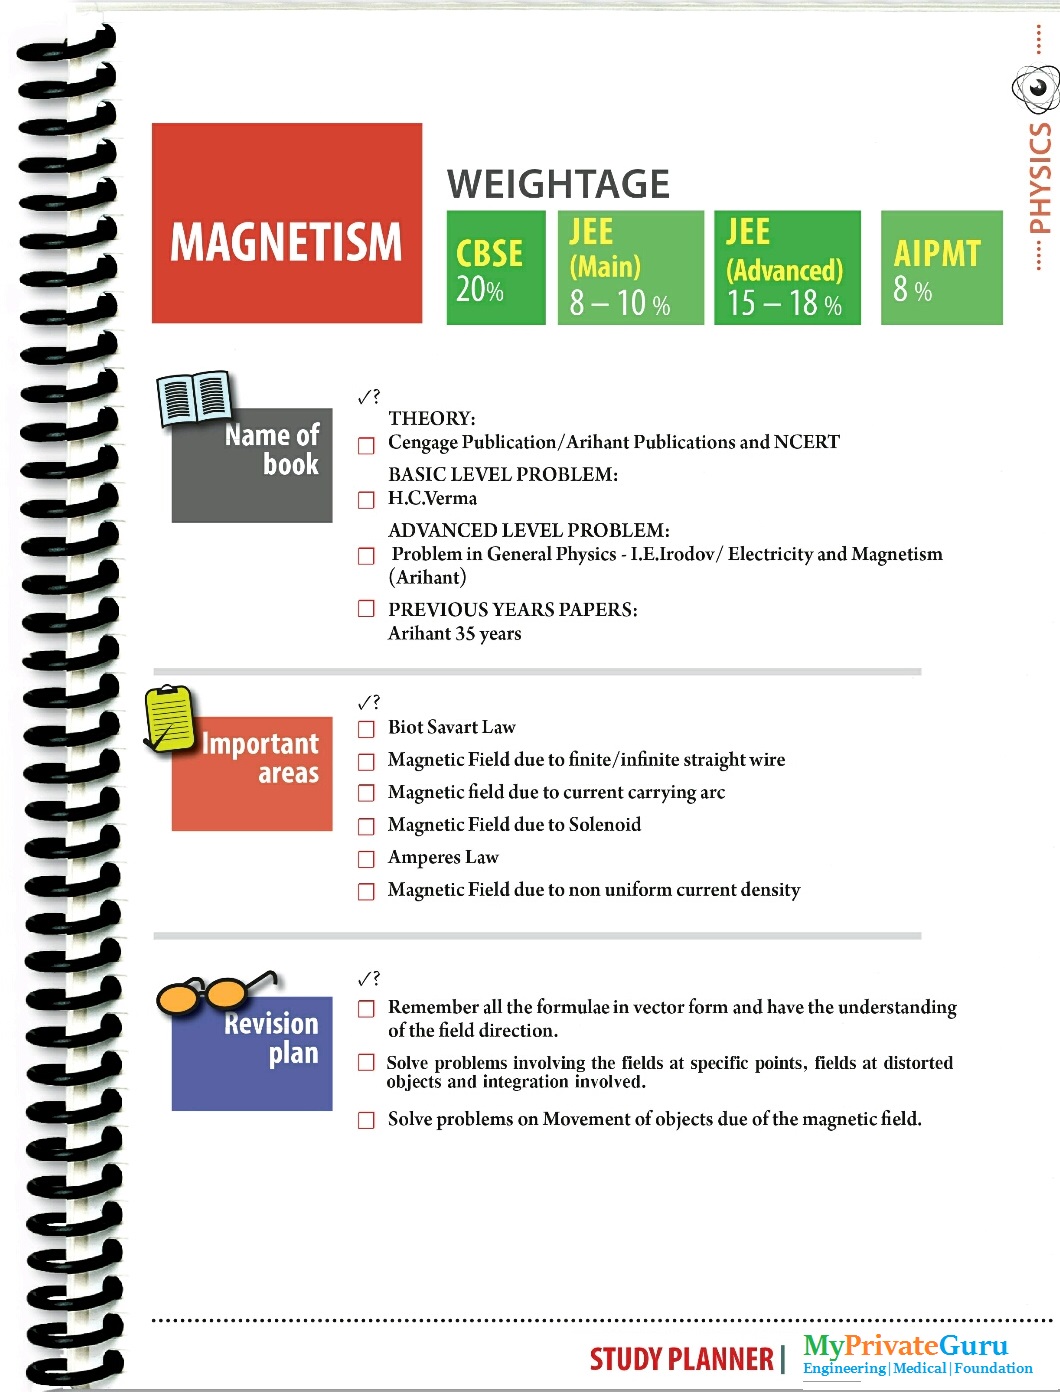 PHYSICS
MAGNETISM
WEIGHTAGE
CBSE
20%
JEE
(Main)
8 – 10 %
JEE
(Advanced)
15 – 18 %
AIPMT
8 %
Name of
book
✓?
THEORY:
Cengage Publication/Arihant Publications and NCERT
BASIC LEVEL PROBLEM:
H.C.Verma
ADVANCED LEVEL PROBLEM:
Problem in General Physics - I.E.Irodov/ Electricity and Magnetism
(Arihant)
PREVIOUS YEARS PAPERS:
Arihant 35 years
Important
areas
✓?
Biot Savart Law
Magnetic Field due to finite/infinite straight wire
Magnetic field due to current carrying arc
Magnetic Field due to Solenoid
Amperes Law
Magnetic Field due to non uniform current density
Revision
plan
✓?
Remember all the formulae in vector form and have the understanding
of the field direction.
Solve problems involving the fields at specific points, fields at distorted
objects and integration involved.
Solve problems on Movement of objects due of the magnetic field.
STUDY PLANNER |
MyPrivateGuru
Engineering|Medical|Foundation